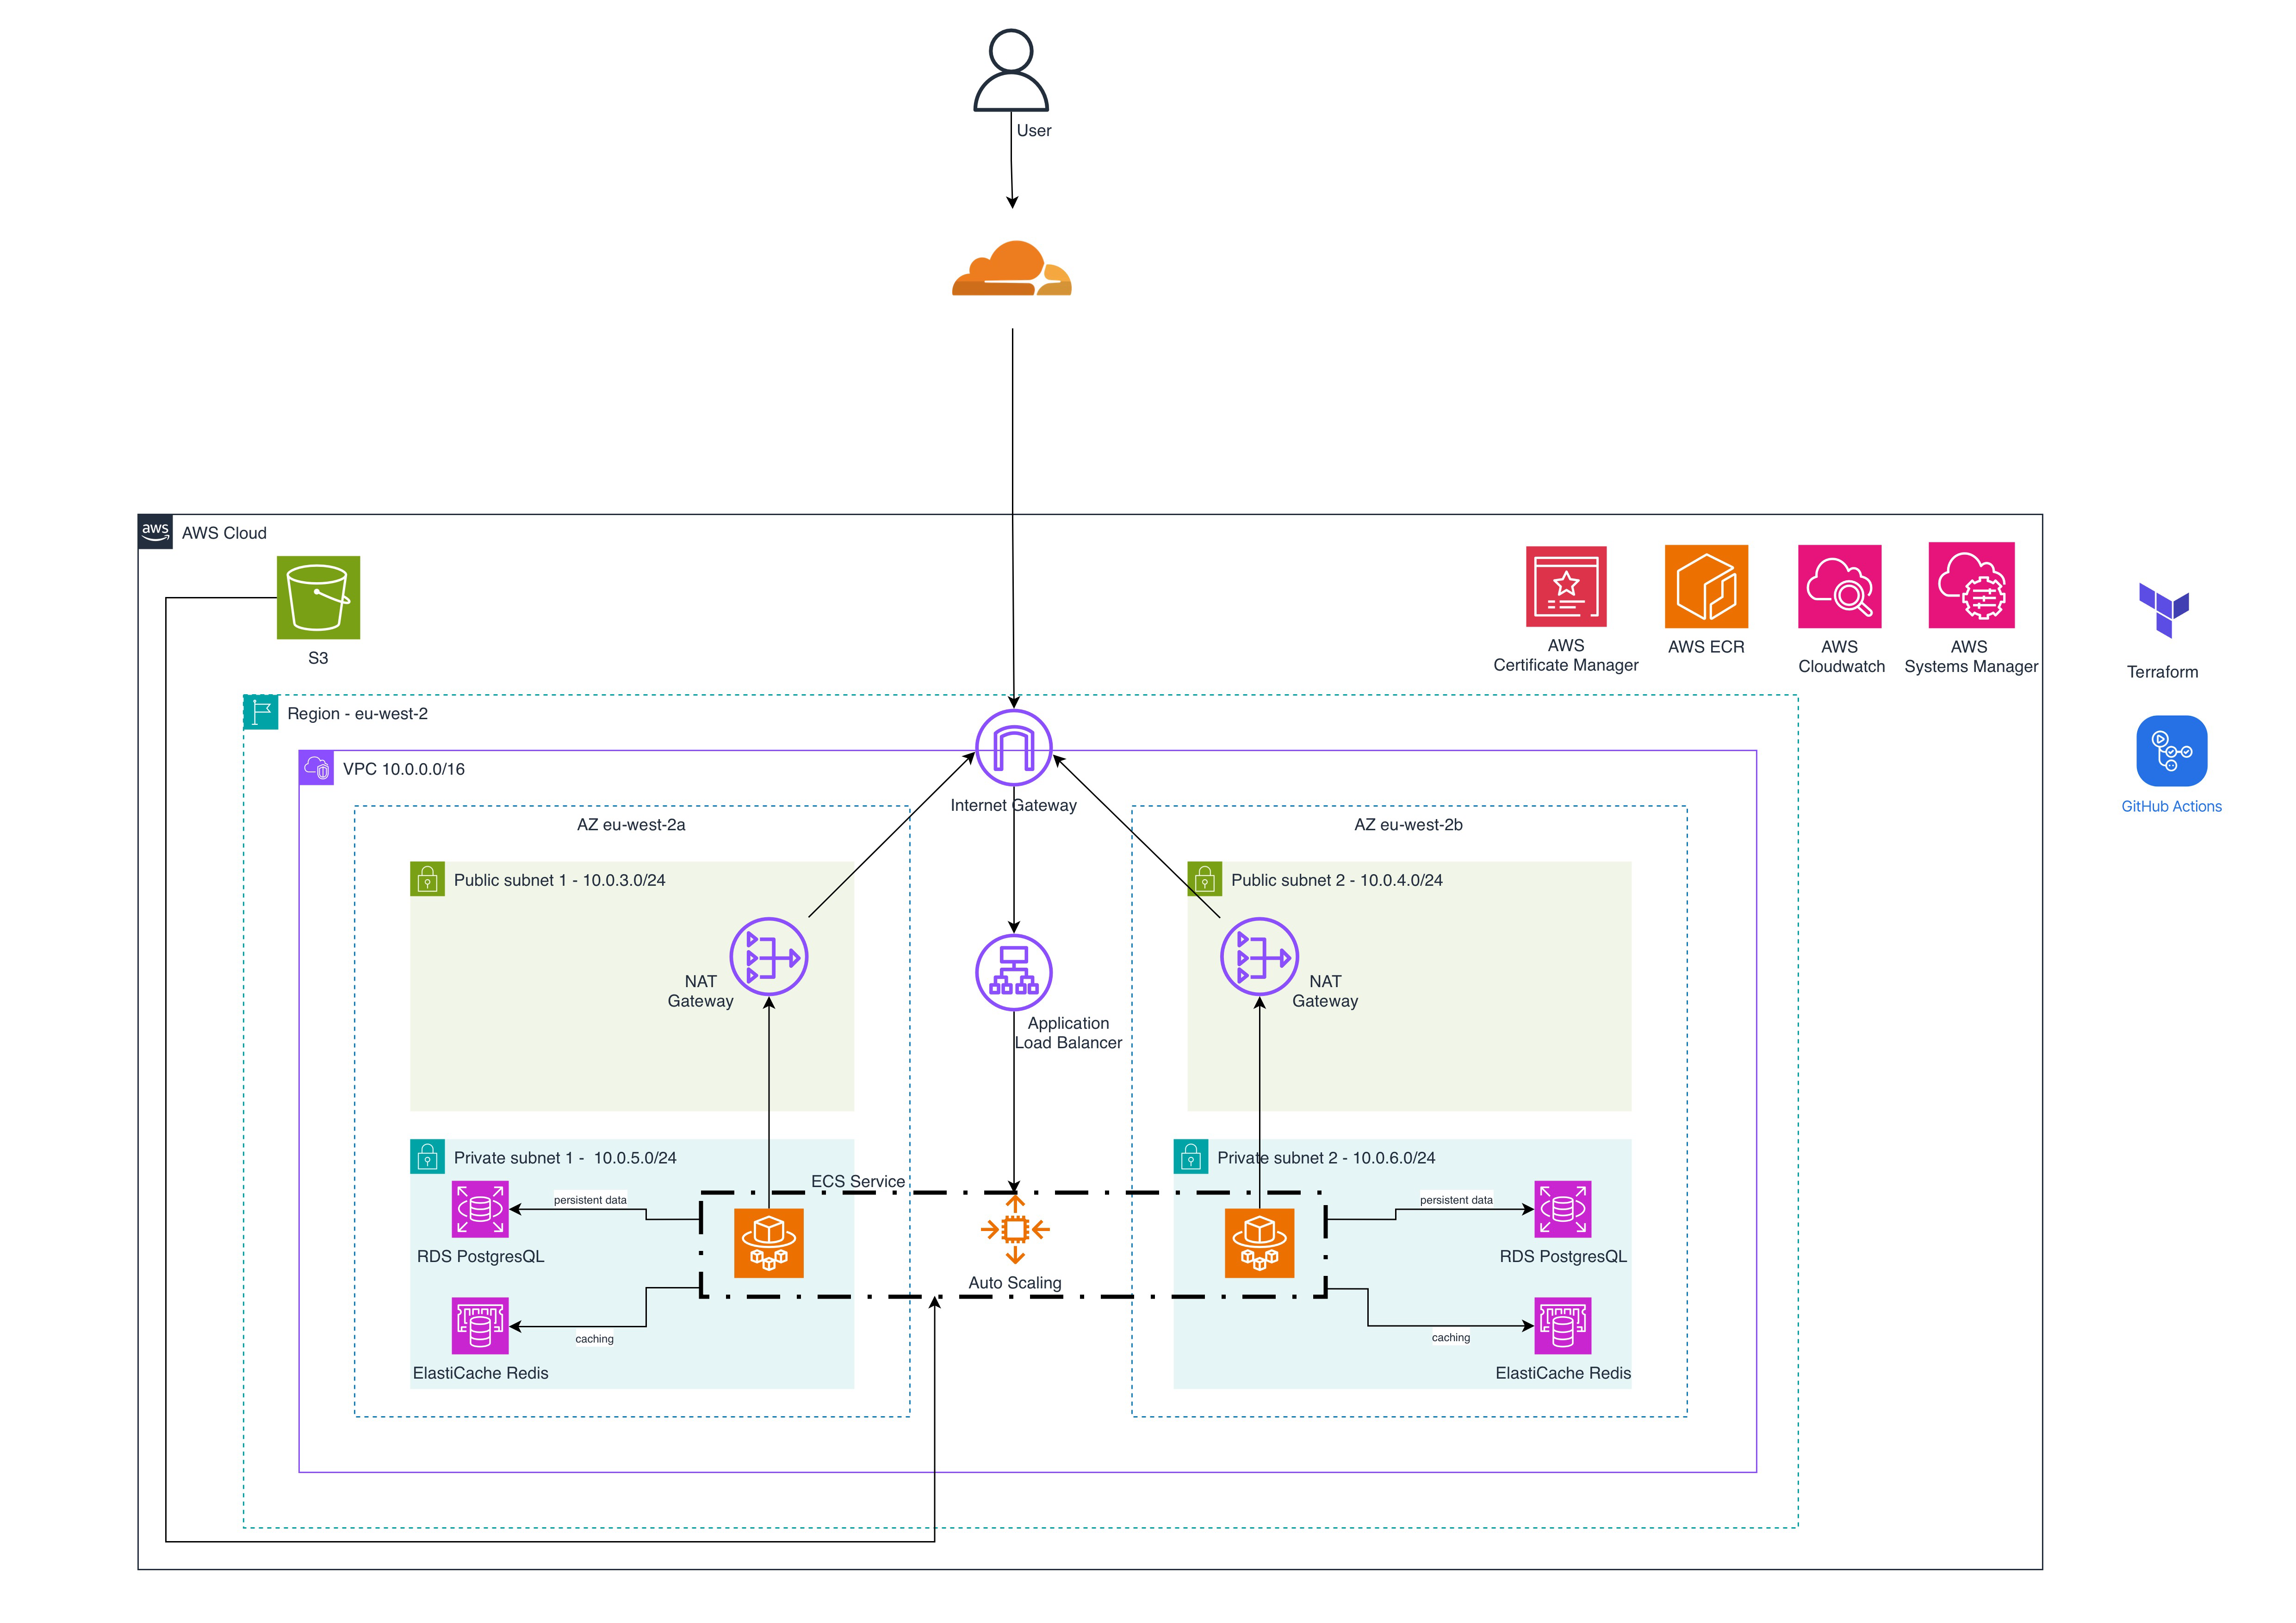 User
aws
AWS Cloud
S3
AWS
Certificate Manager
AWS ECR
AWS
Cloudwatch
AWS
Systems Manager
Terraform
Region - eu-west-2
VPC 10.0.0.0/16
Internet Gateway
GitHub Actions
AZ eu-west-2a
AZ eu-west-2b
Public subnet 1 - 10.0.3.0/24
Public subnet 2 - 10.0.4.0/24
NAT
Gateway
NAT
Gateway
Application
Load Balancer
Private subnet 1 -  10.0.5.0/24
Private subnet 2 - 10.0.6.0/24
ECS Service
persistent data
persistent data
RDS PostgresQL
RDS PostgresQL
Auto Scaling
caching
caching
ElastiCache Redis
ElastiCache Redis